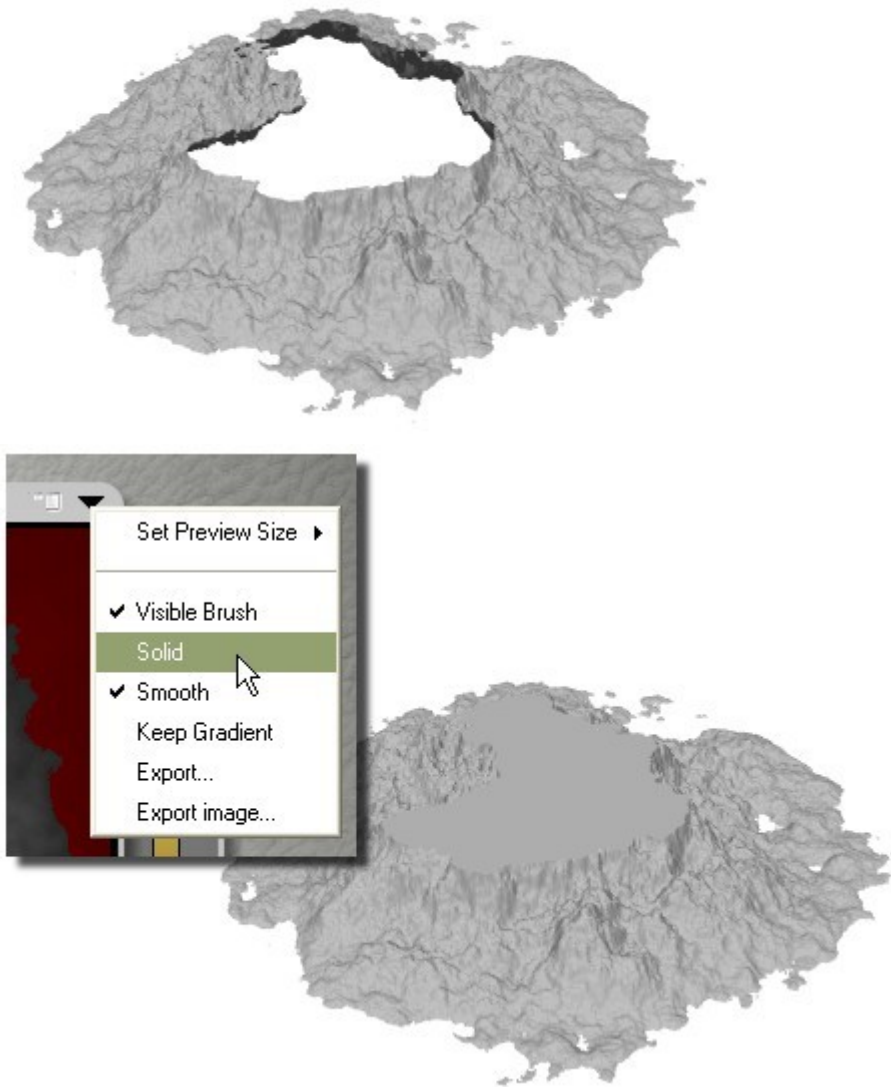 Set Preview Size
Visible Brush
Solid
Smooth
Keep Gradient
Export...
Export image...